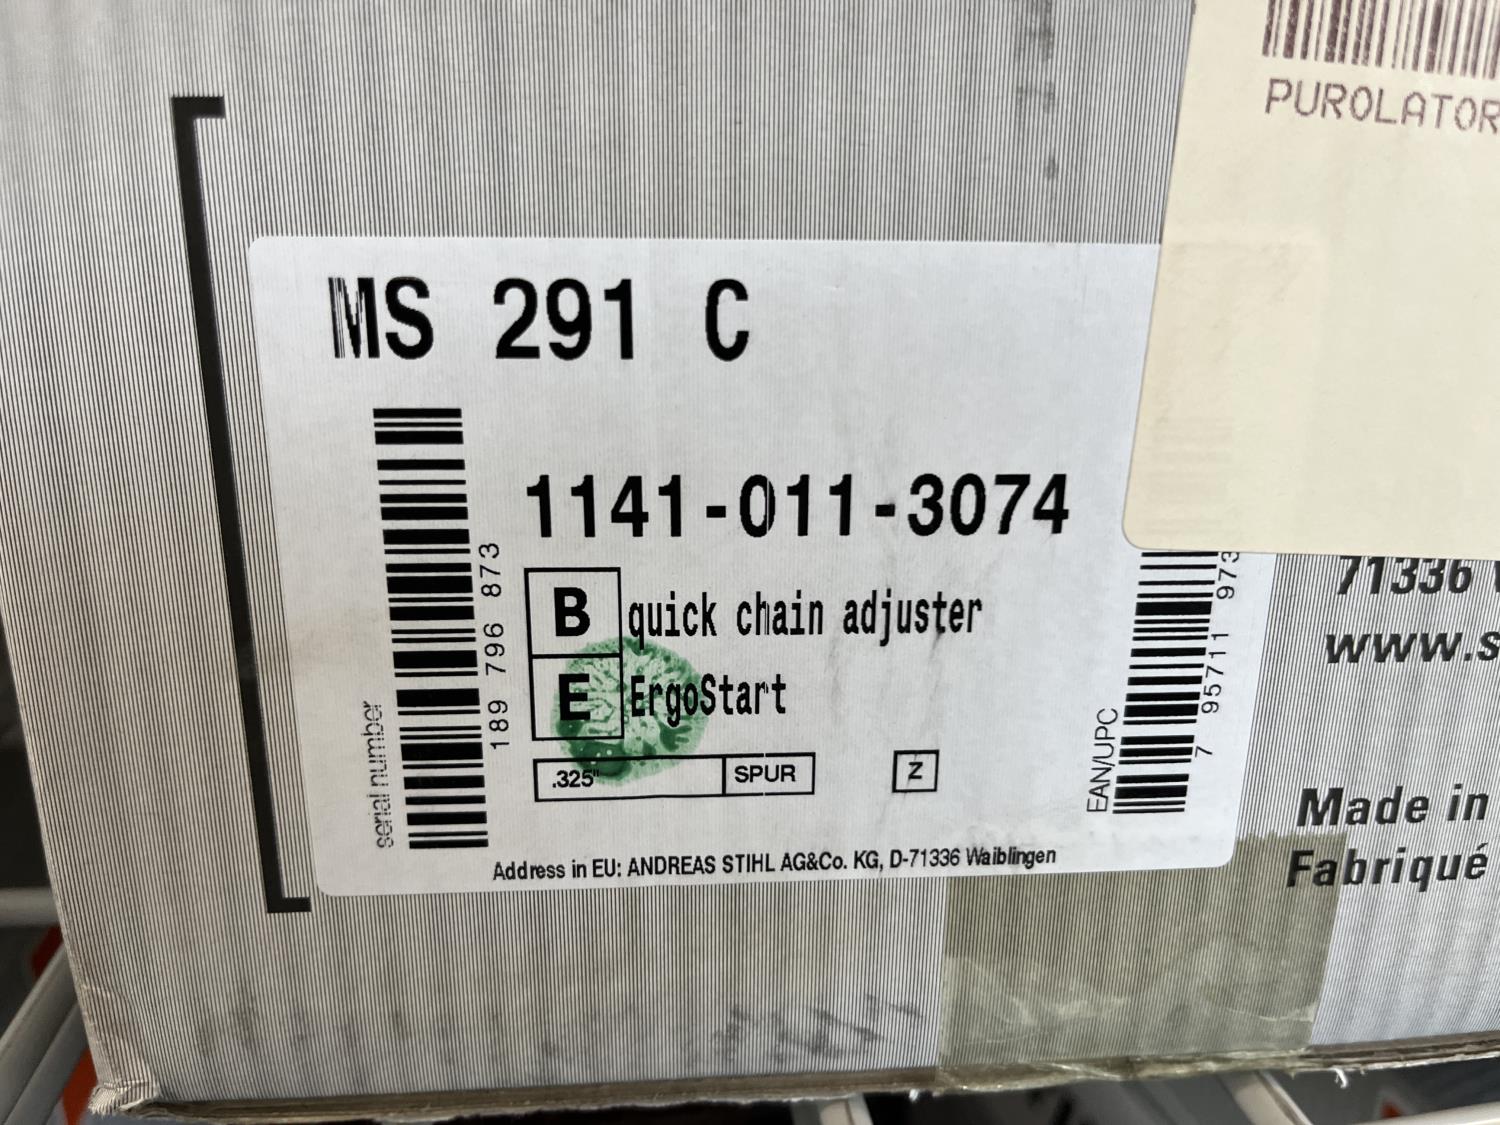 PUROLATOR
MS 291 C
1141-011-3074
B quick chain adjuster
E ErgoStart
.325" SPUR Z
serial number
189 796 873
EAN/UPC
7 95711 973
Address in EU: ANDREAS STIHL AG&Co. KG, D-71336 Waiblingen
71336
www.s
Made in
Fabriqué